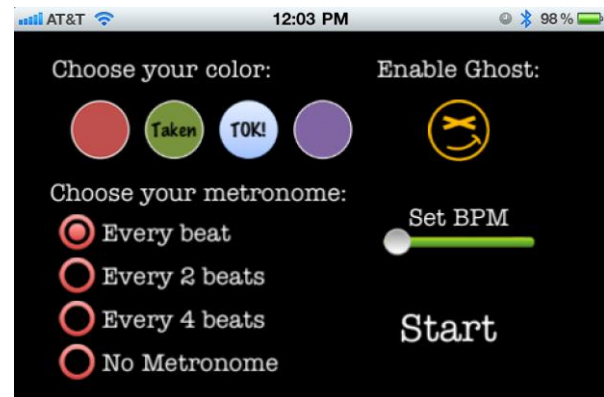 AT&T 12:03 PM 98%
Choose your color:
Enable Ghost:
Taken
TOK!
Choose your metronome:
Every beat
Every 2 beats
Every 4 beats
No Metronome
Set BPM
Start